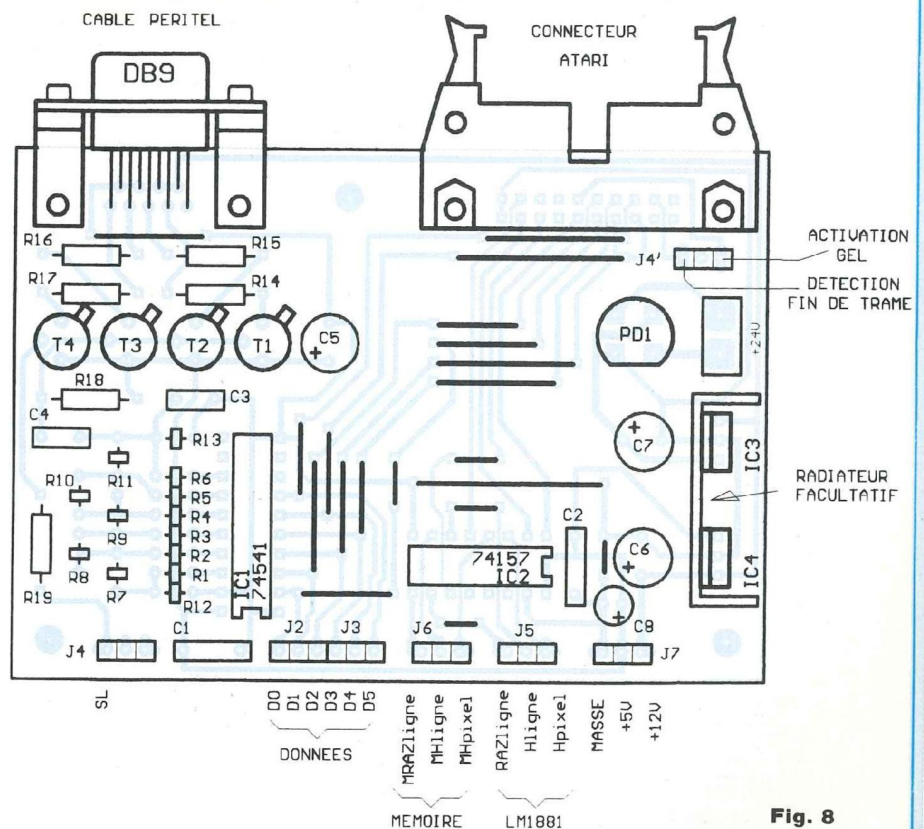 CABLE PERITEL
CONNECTEUR
ATARI
DB9
R16
R15
R17
R14
J4'
ACTIVATION
GEL
DETECTION
FIN DE TRAME
T4
T3
T2
T1
C5
+
PD1
+24V
R18
C3
C4
R13
C7
+
IC3
R10
R11
R6
R5
R4
R3
R2
R1
R12
R9
R8
R7
R19
IC1
74541
RADIATEUR
FACULTATIF
C2
74157
IC2
C6
+
IC4
C8
+
J4
C1
J2
J3
J6
J5
J7
SL
D0
D1
D2
D3
D4
D5
MRAZligne
MHligne
MHpixel
RAZligne
Hligne
Hpixel
MASSE
+5V
+12V
DONNEES
MEMOIRE
LM1881
Fig. 8